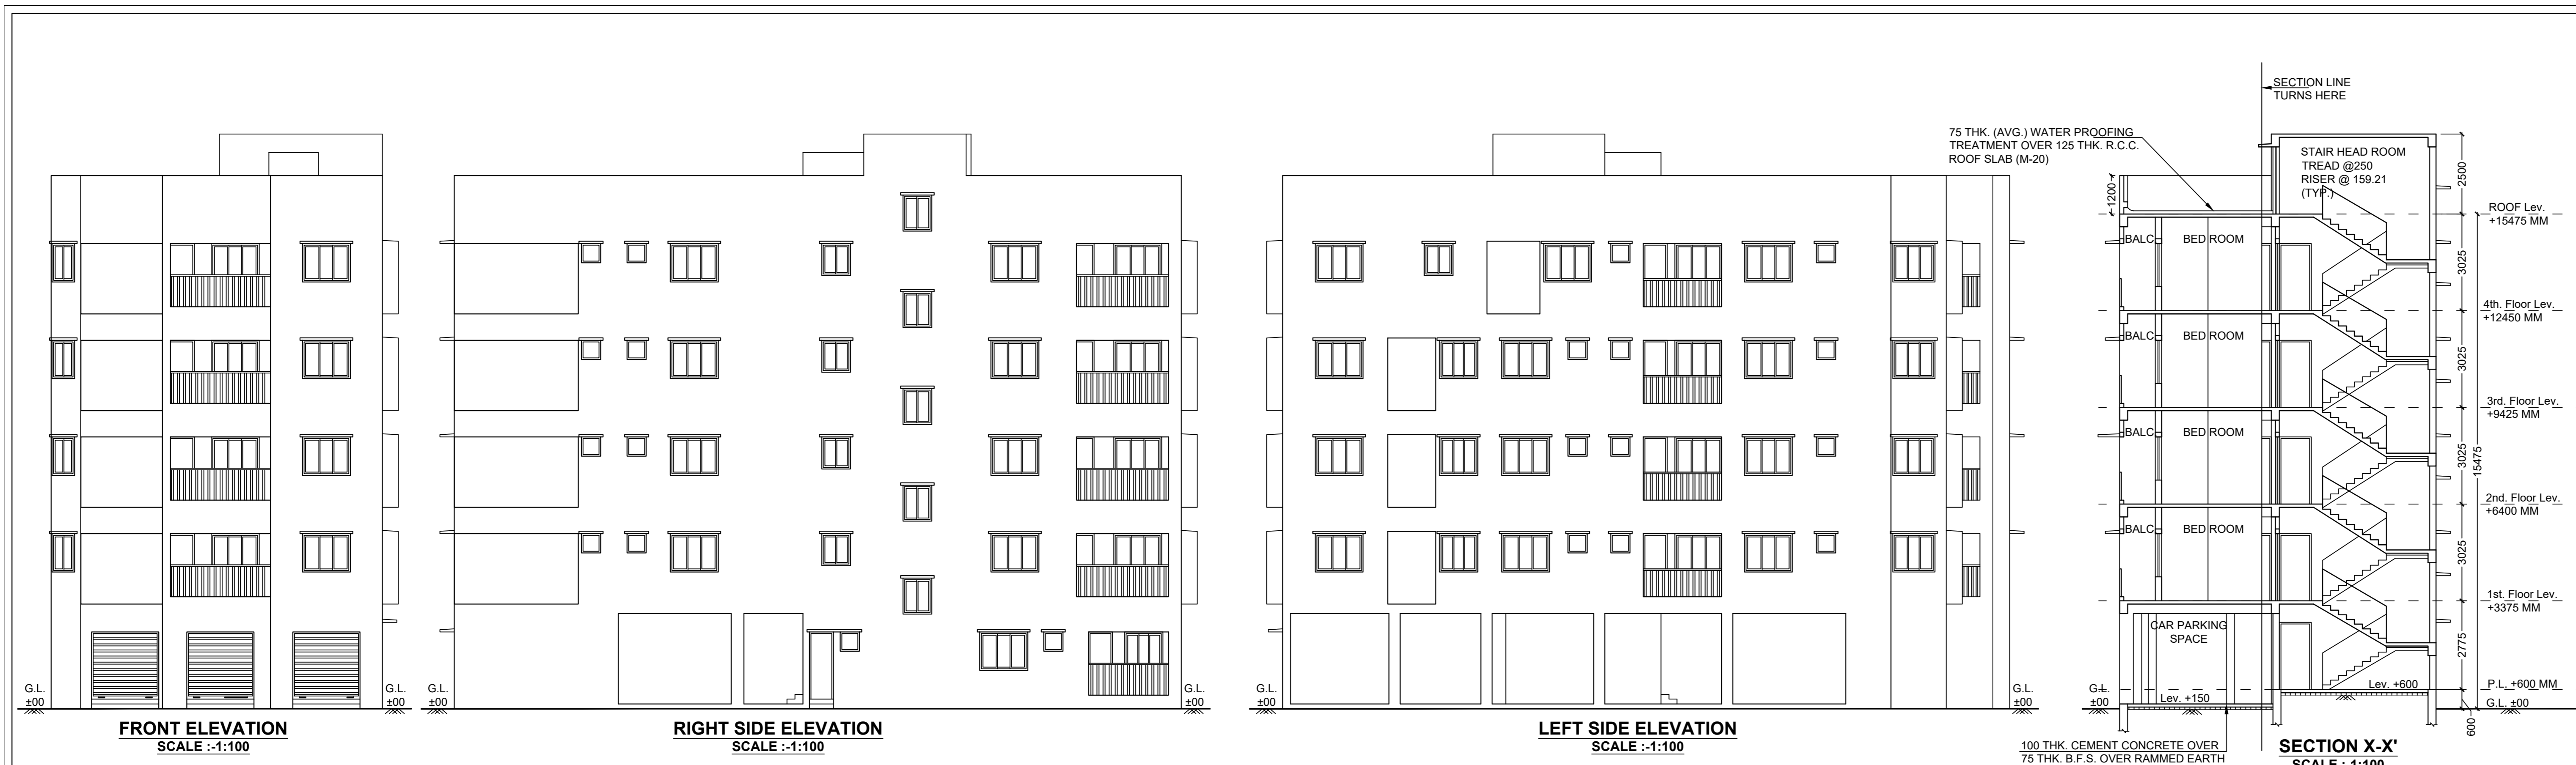 G.L.
±00
G.L.
±00
FRONT ELEVATION
SCALE :-1:100
G.L.
±00
G.L.
±00
RIGHT SIDE ELEVATION
SCALE :-1:100
G.L.
±00
G.L.
±00
LEFT SIDE ELEVATION
SCALE :-1:100
SECTION LINE
TURNS HERE
75 THK. (AVG.) WATER PROOFING
TREATMENT OVER 125 THK. R.C.C.
ROOF SLAB (M-20)
STAIR HEAD ROOM
TREAD @250
RISER @ 159.21
(TYP.)
1200
2500
ROOF Lev.
+15475 MM
BALC
BED ROOM
3025
4th. Floor Lev.
+12450 MM
BALC
BED ROOM
3025
3rd. Floor Lev.
+9425 MM
BALC
BED ROOM
3025
15475
2nd. Floor Lev.
+6400 MM
BALC
BED ROOM
3025
1st. Floor Lev.
+3375 MM
CAR PARKING
SPACE
2775
Lev. +600
P.L. +600 MM
G.L.
±00
Lev. +150
G.L. ±00
600
100 THK. CEMENT CONCRETE OVER
75 THK. B.F.S. OVER RAMMED EARTH
SECTION X-X'
SCALE :-1:100